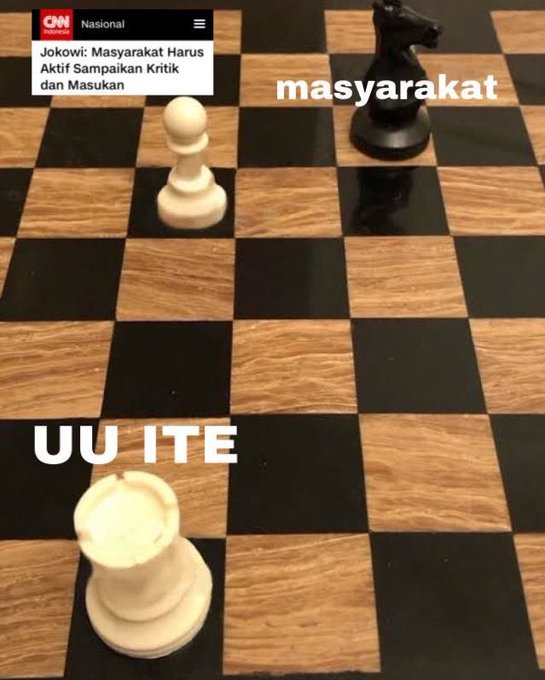 CNN
Indonesia
Nasional
Jokowi: Masyarakat Harus
Aktif Sampaikan Kritik
dan Masukan
masyarakat
UU ITE